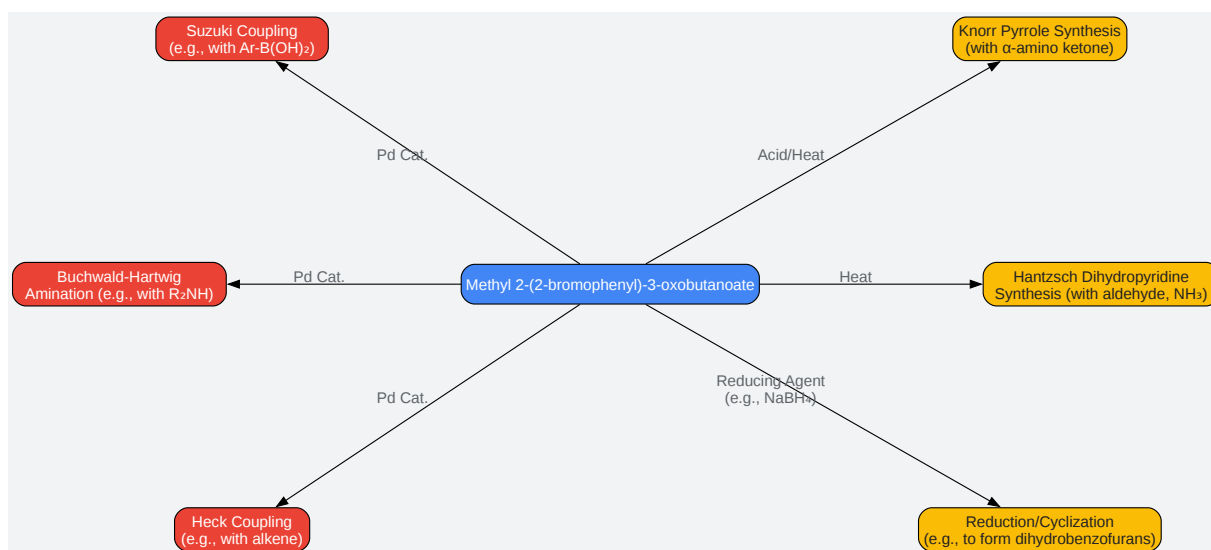 Suzuki Coupling
(e.g., with Ar-B(OH)₂)
Knorr Pyrrole Synthesis
(with α-amino ketone)
Pd Cat.
Acid/Heat
Buchwald-Hartwig
Amination (e.g., with R₂NH)
Pd Cat.
Methyl 2-(2-bromophenyl)-3-oxobutanoate
Heat
Hantzsch Dihydropyridine
Synthesis (with aldehyde, NH₃)
Pd Cat.
Reducing Agent
(e.g., NaBH₄)
Heck Coupling
(e.g., with alkene)
Reduction/Cyclization
(e.g., to form dihydrobenzofurans)